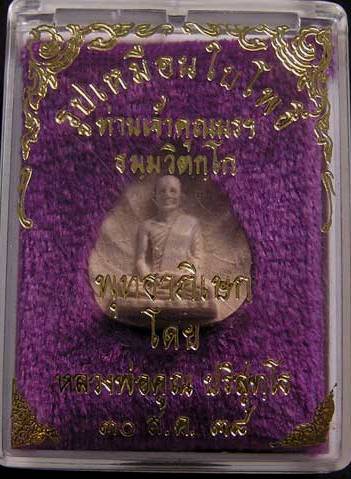 รูปเหมือนใบโพธิ์
ท่านเจ้าคุณนรฯ
ธมฺมวิตกฺโก
พุทธาภิเษก
โดย
หลวงพ่อคูณ ปริสุทฺโธ
๓๐ ส.ค. ๓๘